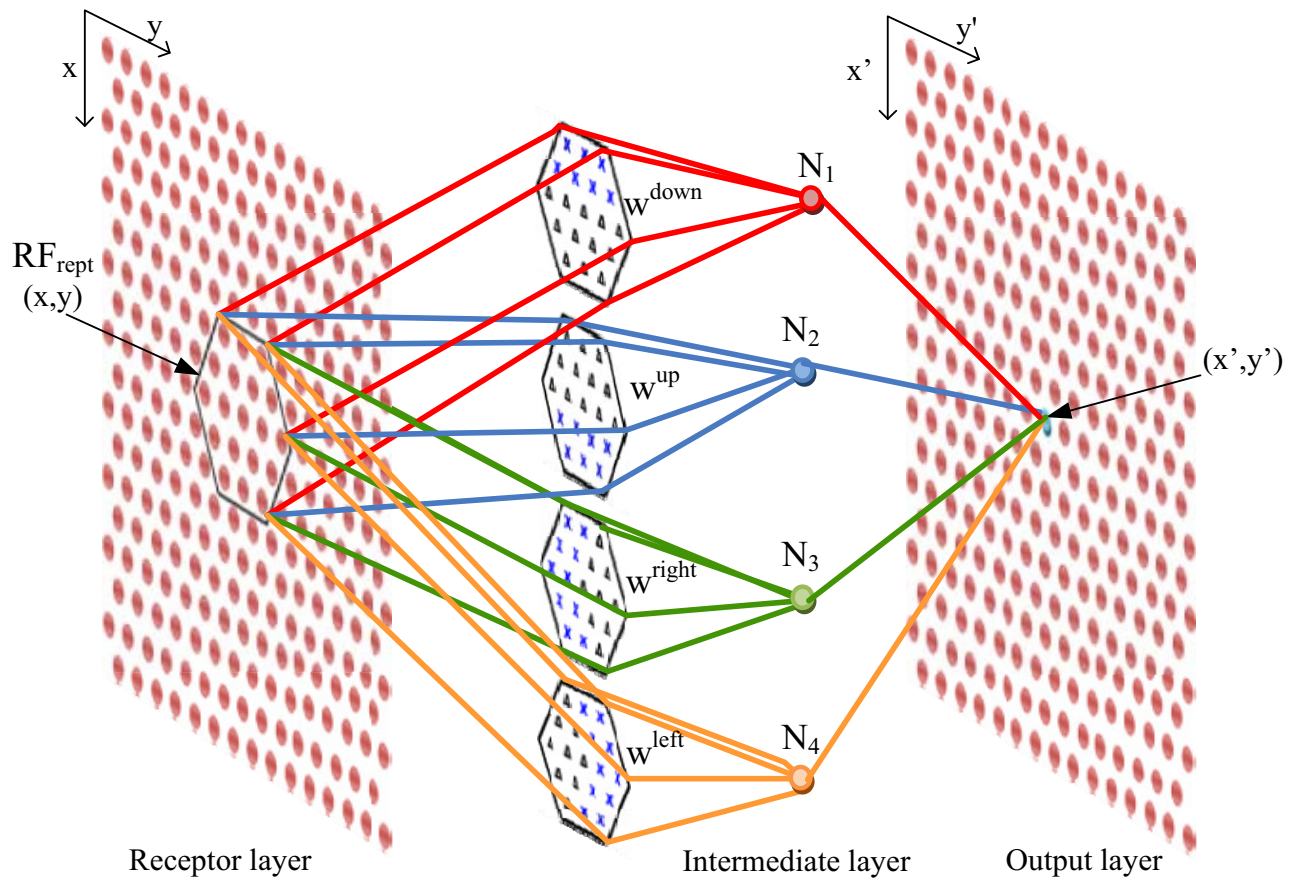 y
x
y'
x’
N₁
w^down
RF_rept
(x,y)
N₂
(x’,y’)
w^up
N₃
w^right
N₄
w^left
Receptor layer
Intermediate layer
Output layer